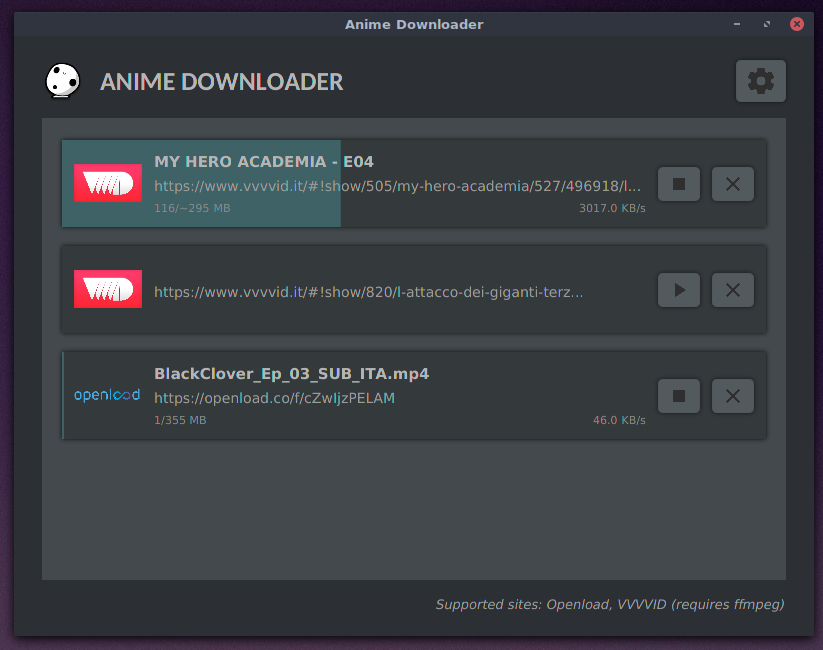 Anime Downloader
ANIME DOWNLOADER
MY HERO ACADEMIA - E04
https://www.vvvvid.it/#!show/505/my-hero-academia/527/496918/l...
116/~295 MB
3017.0 KB/s
https://www.vvvvid.it/#!show/820/l-attacco-dei-giganti-terz...
openload
BlackClover_Ep_03_SUB_ITA.mp4
https://openload.co/f/cZwljzPELAM
1/355 MB
46.0 KB/s
Supported sites: Openload, VVVVID (requires ffmpeg)